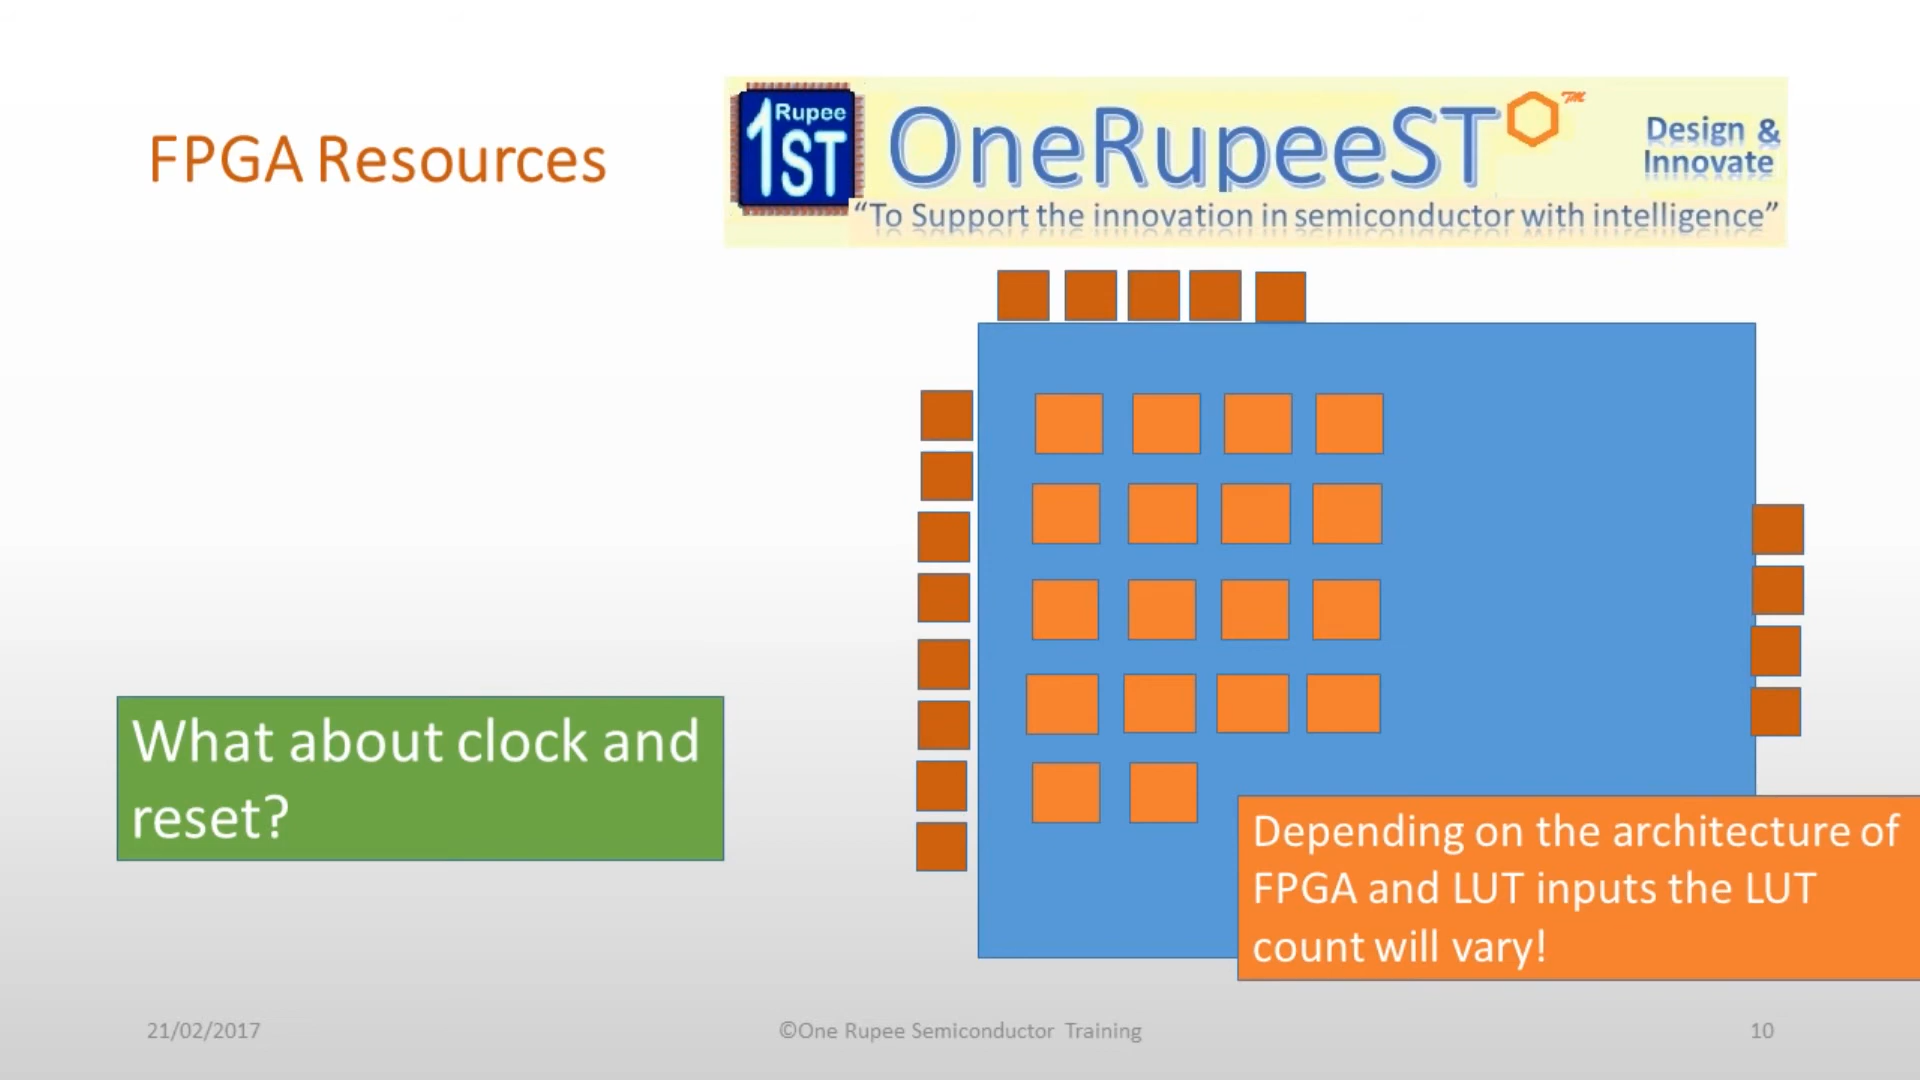 FPGA Resources
Rupee
1ST
OneRupeeST™
Design &
Innovate
“To Support the innovation in semiconductor with intelligence”
What about clock and
reset?
Depending on the architecture of
FPGA and LUT inputs the LUT
count will vary!
21/02/2017
©One Rupee Semiconductor Training
10